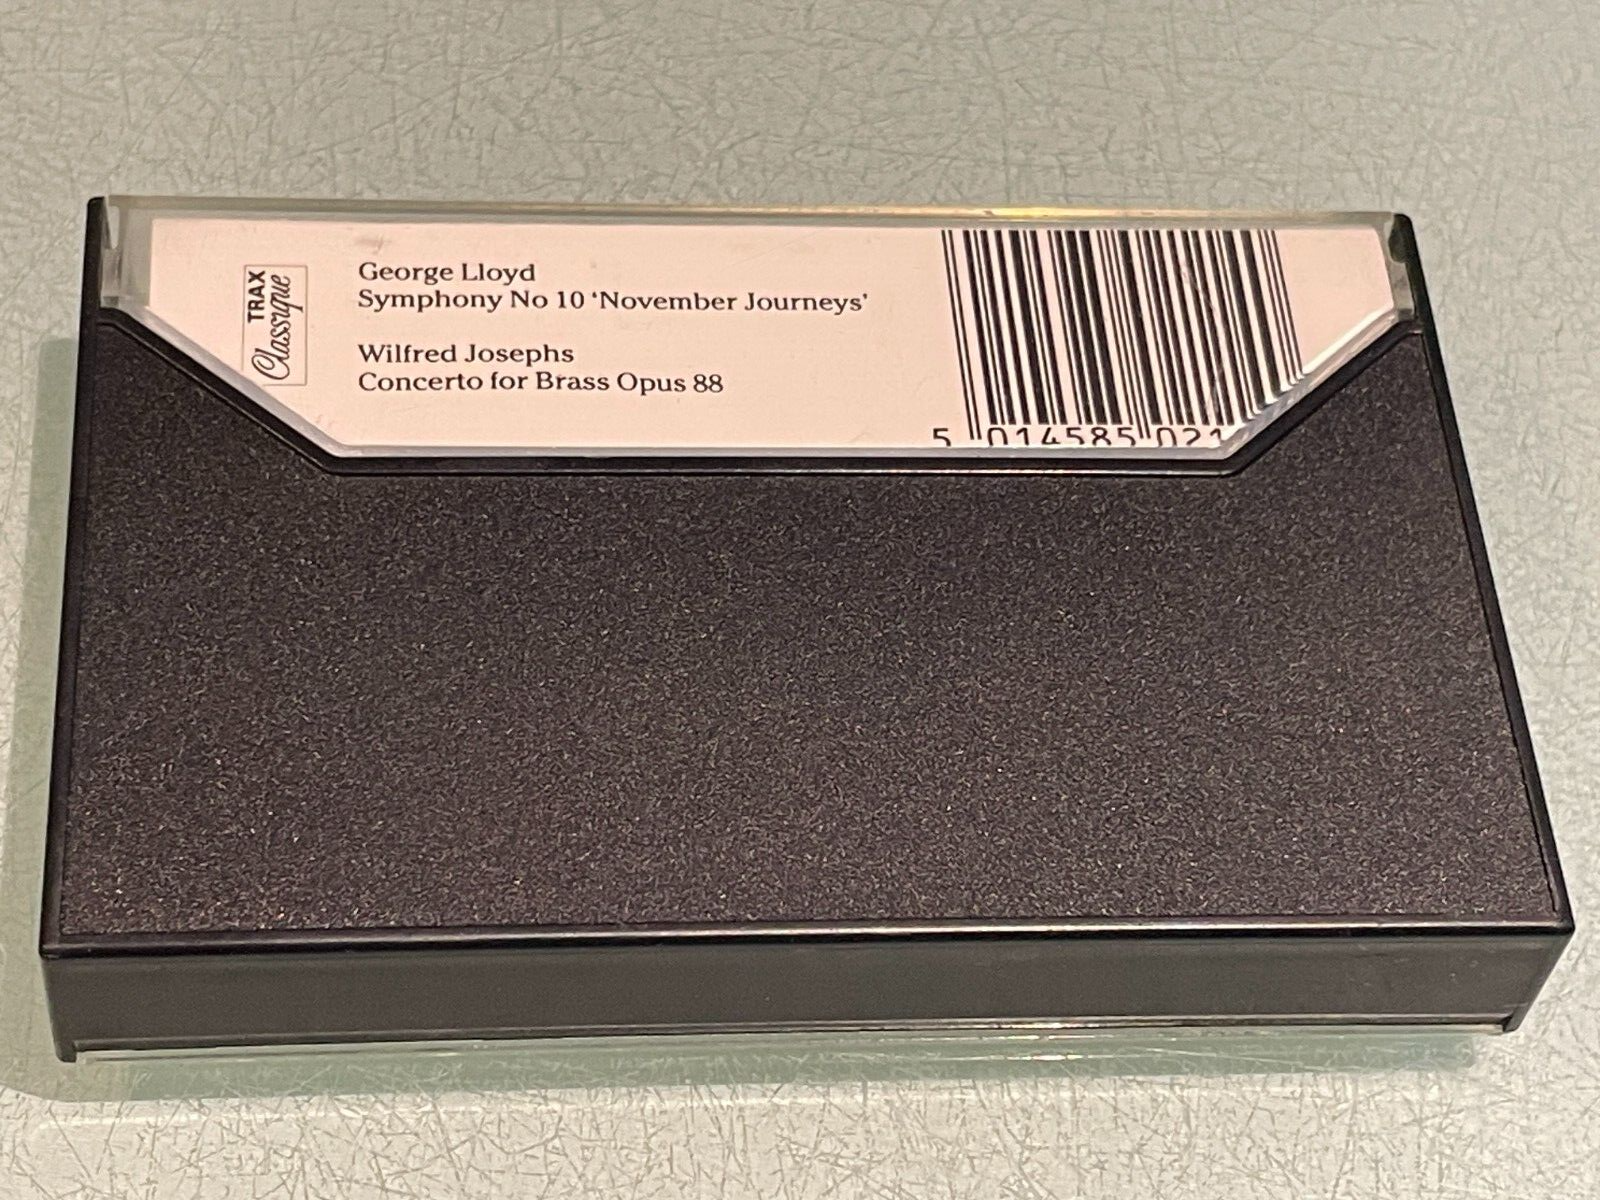 TRAX
Classique
George Lloyd
Symphony No 10 ‘November Journeys’
Wilfred Josephs
Concerto for Brass Opus 88
5 014585 021